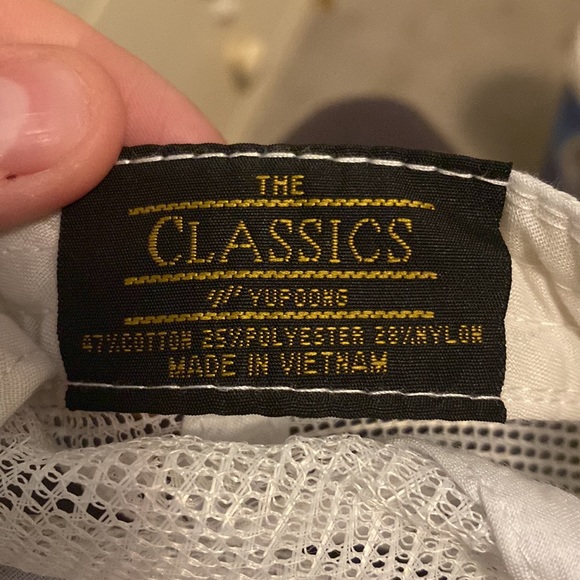 THE
CLASSICS
YUPOONG
47%COTTON 25%POLYESTER 28%NYLON
MADE IN VIETNAM